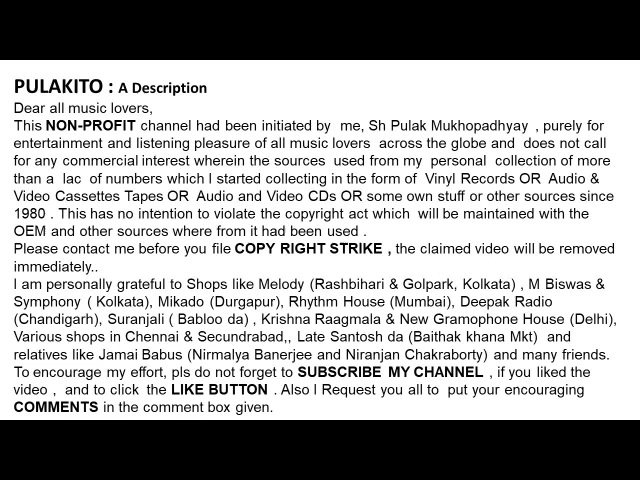 PULAKITO : A Description
Dear all music lovers,
This NON-PROFIT channel had been initiated by me, Sh Pulak Mukhopadhyay , purely for
entertainment and listening pleasure of all music lovers across the globe and does not call
for any commercial interest wherein the sources used from my personal collection of more
than a lac of numbers which I started collecting in the form of Vinyl Records OR Audio &
Video Cassettes Tapes OR Audio and Video CDs OR some own stuff or other sources since
1980 . This has no intention to violate the copyright act which will be maintained with the
OEM and other sources where from it had been used .
Please contact me before you file COPY RIGHT STRIKE , the claimed video will be removed
immediately..
I am personally grateful to Shops like Melody (Rashbihari & Golpark, Kolkata) , M Biswas &
Symphony ( Kolkata), Mikado (Durgapur), Rhythm House (Mumbai), Deepak Radio
(Chandigarh), Suranjali ( Babloo da) , Krishna Raagmala & New Gramophone House (Delhi),
Various shops in Chennai & Secundrabad,, Late Santosh da (Baithak khana Mkt) and
relatives like Jamai Babus (Nirmalya Banerjee and Niranjan Chakraborty) and many friends.
To encourage my effort, pls do not forget to SUBSCRIBE MY CHANNEL , if you liked the
video , and to click the LIKE BUTTON . Also I Request you all to put your encouraging
COMMENTS in the comment box given.